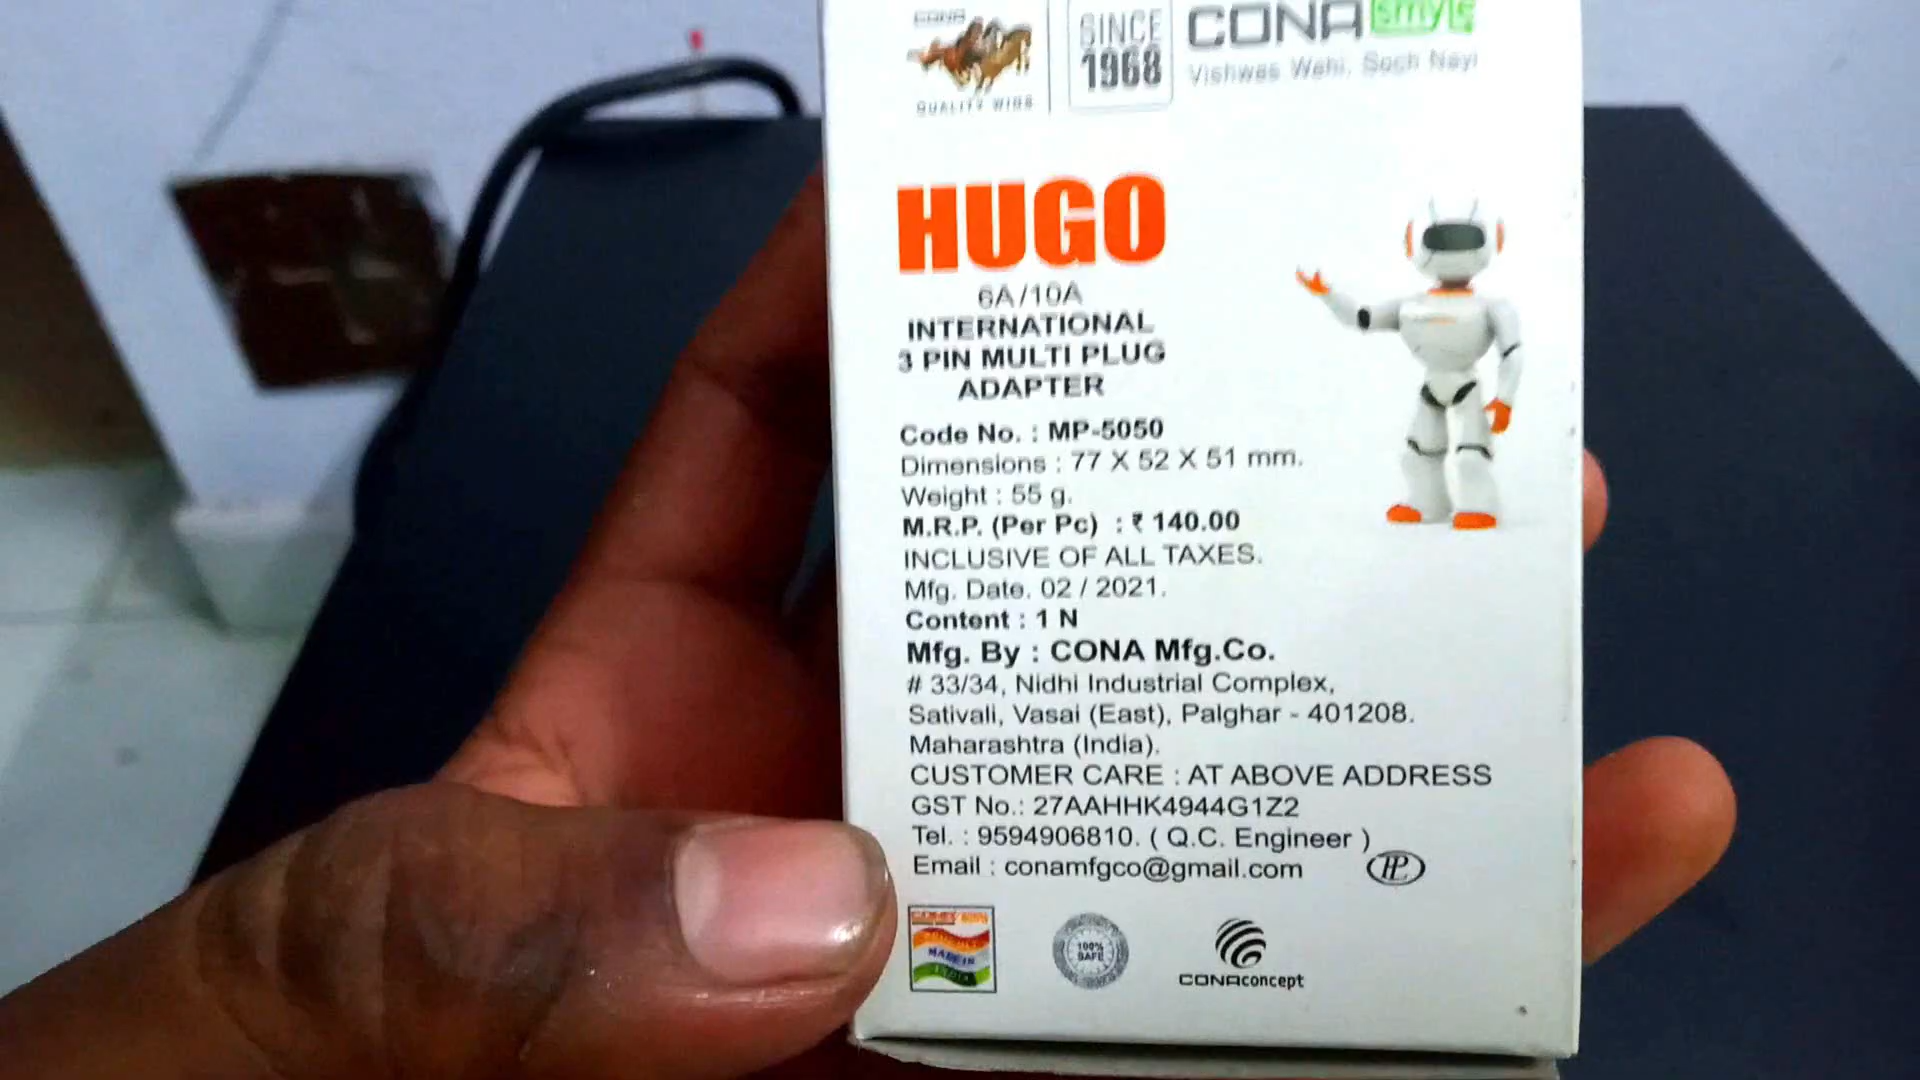 CONA
QUALITY WINS
SINCE
1968
CONA smyle
Vishwas Wahi, Soch Nayi
HUGO
6A/10A
INTERNATIONAL
3 PIN MULTI PLUG
ADAPTER
Code No. : MP-5050
Dimensions : 77 X 52 X 51 mm.
Weight : 55 g.
M.R.P. (Per Pc) : ₹ 140.00
INCLUSIVE OF ALL TAXES.
Mfg. Date. 02 / 2021.
Content : 1 N
Mfg. By : CONA Mfg.Co.
# 33/34, Nidhi Industrial Complex,
Sativali, Vasai (East), Palghar - 401208.
Maharashtra (India).
CUSTOMER CARE : AT ABOVE ADDRESS
GST No.: 27AAHHK4944G1Z2
Tel. : 9594906810. ( Q.C. Engineer )
Email : conamfgco@gmail.com
MADE IN
INDIA
100%
SAFE
CONAconcept